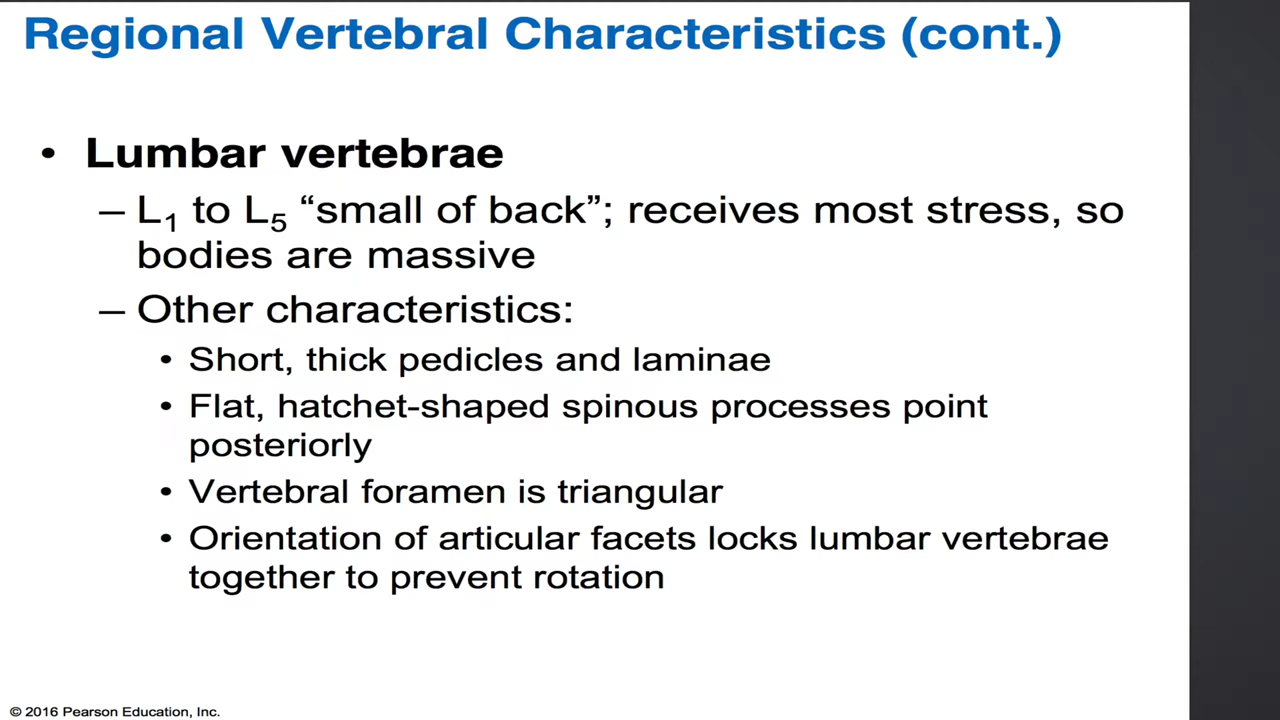 Regional Vertebral Characteristics (cont.)
• Lumbar vertebrae
– L₁ to L₅ “small of back”; receives most stress, so
bodies are massive
– Other characteristics:
• Short, thick pedicles and laminae
• Flat, hatchet-shaped spinous processes point
posteriorly
• Vertebral foramen is triangular
• Orientation of articular facets locks lumbar vertebrae
together to prevent rotation
© 2016 Pearson Education, Inc.